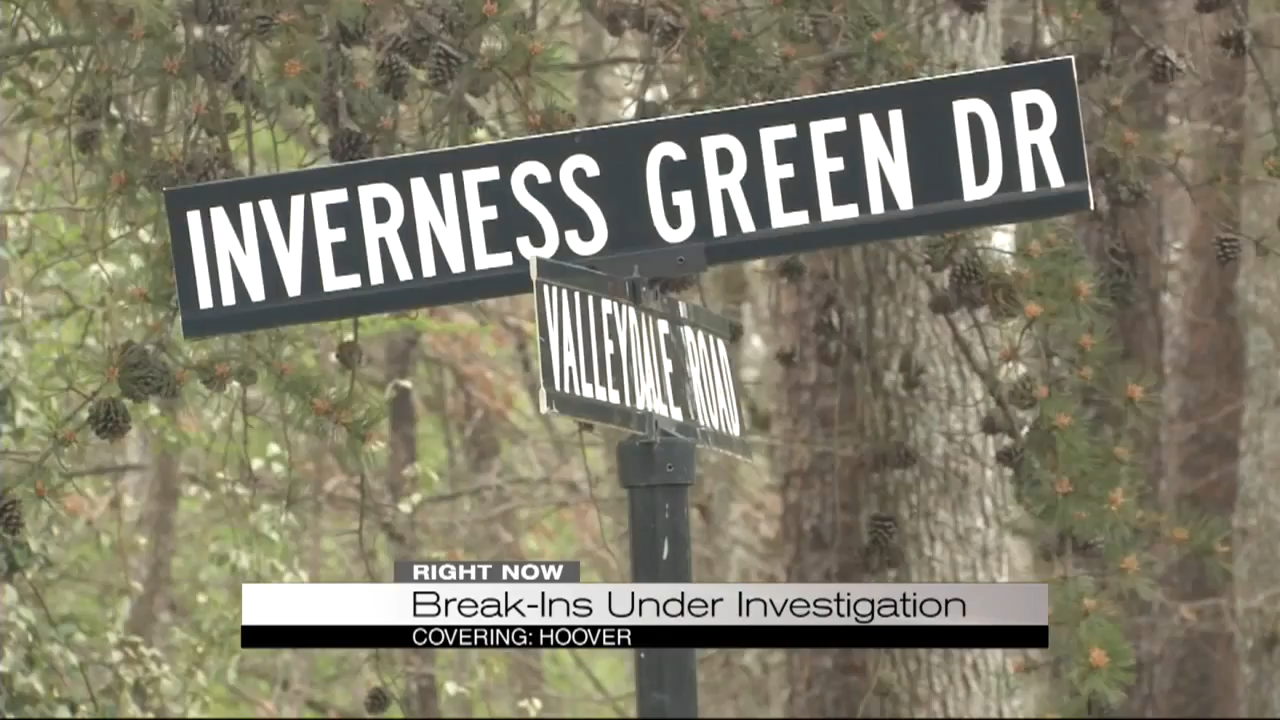 INVERNESS GREEN DR
VALLEYDALE ROAD
RIGHT NOW
Break-Ins Under Investigation
COVERING: HOOVER